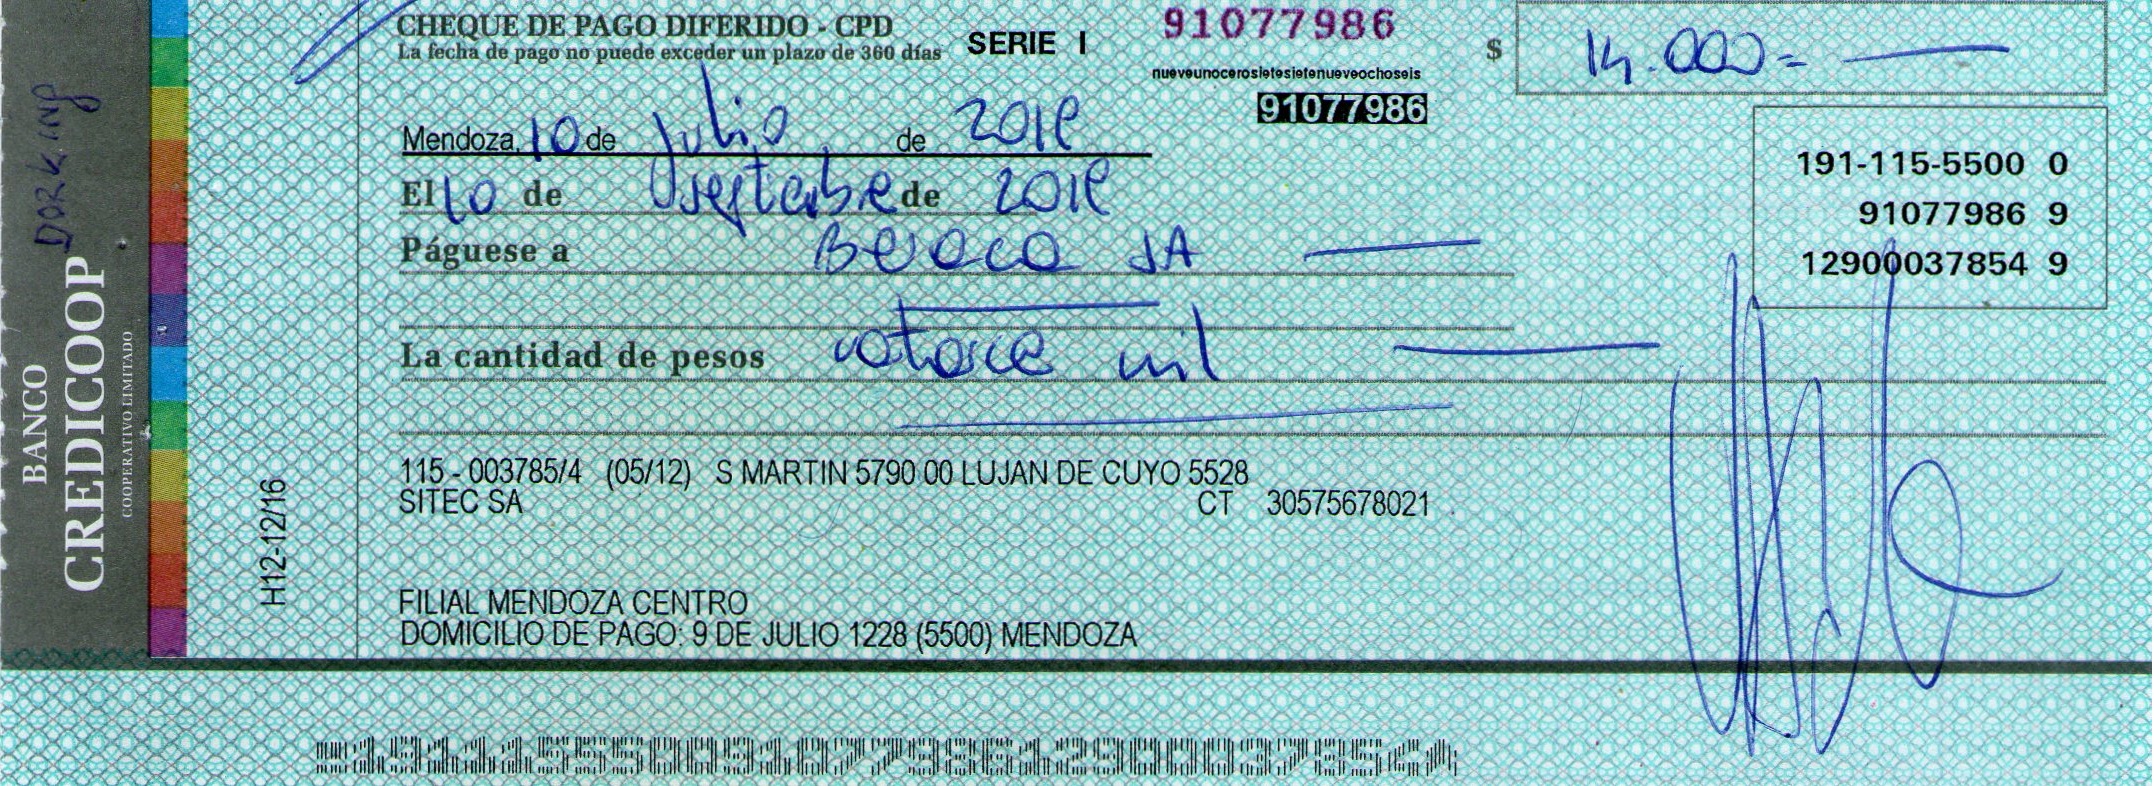 CHEQUE DE PAGO DIFERIDO - CPD
La fecha de pago no puede exceder un plazo de 360 días
SERIE I
91077986
nueveunocerosietesietenueveochoseis
91077986
$ 14.000=
Mendoza, 10 de Julio de 2018
El 10 de septiembre de 2018
Páguese a Beraca SA
La cantidad de pesos catorce mil
191-115-5500 0
91077986 9
12900037854 9
115 - 003785/4 (05/12) S MARTIN 5790 00 LUJAN DE CUYO 5528
SITEC SA CT 30575678021
FILIAL MENDOZA CENTRO
DOMICILIO DE PAGO: 9 DE JULIO 1228 (5500) MENDOZA
H12-12/16
BANCO
CREDICOOP
COOPERATIVO LIMITADO
DORKING